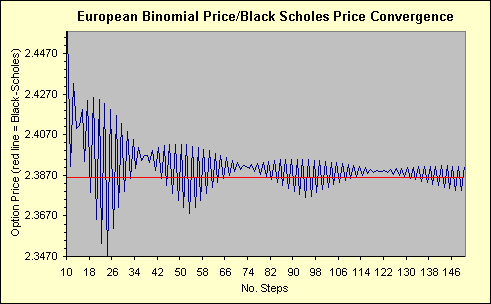 European Binomial Price/Black Scholes Price Convergence
Option Price (red line = Black-Scholes)
2.4470
2.4270
2.4070
2.3870
2.3670
2.3470
10 18 26 34 42 50 58 66 74 82 90 98 106 114 122 130 138 146
No. Steps